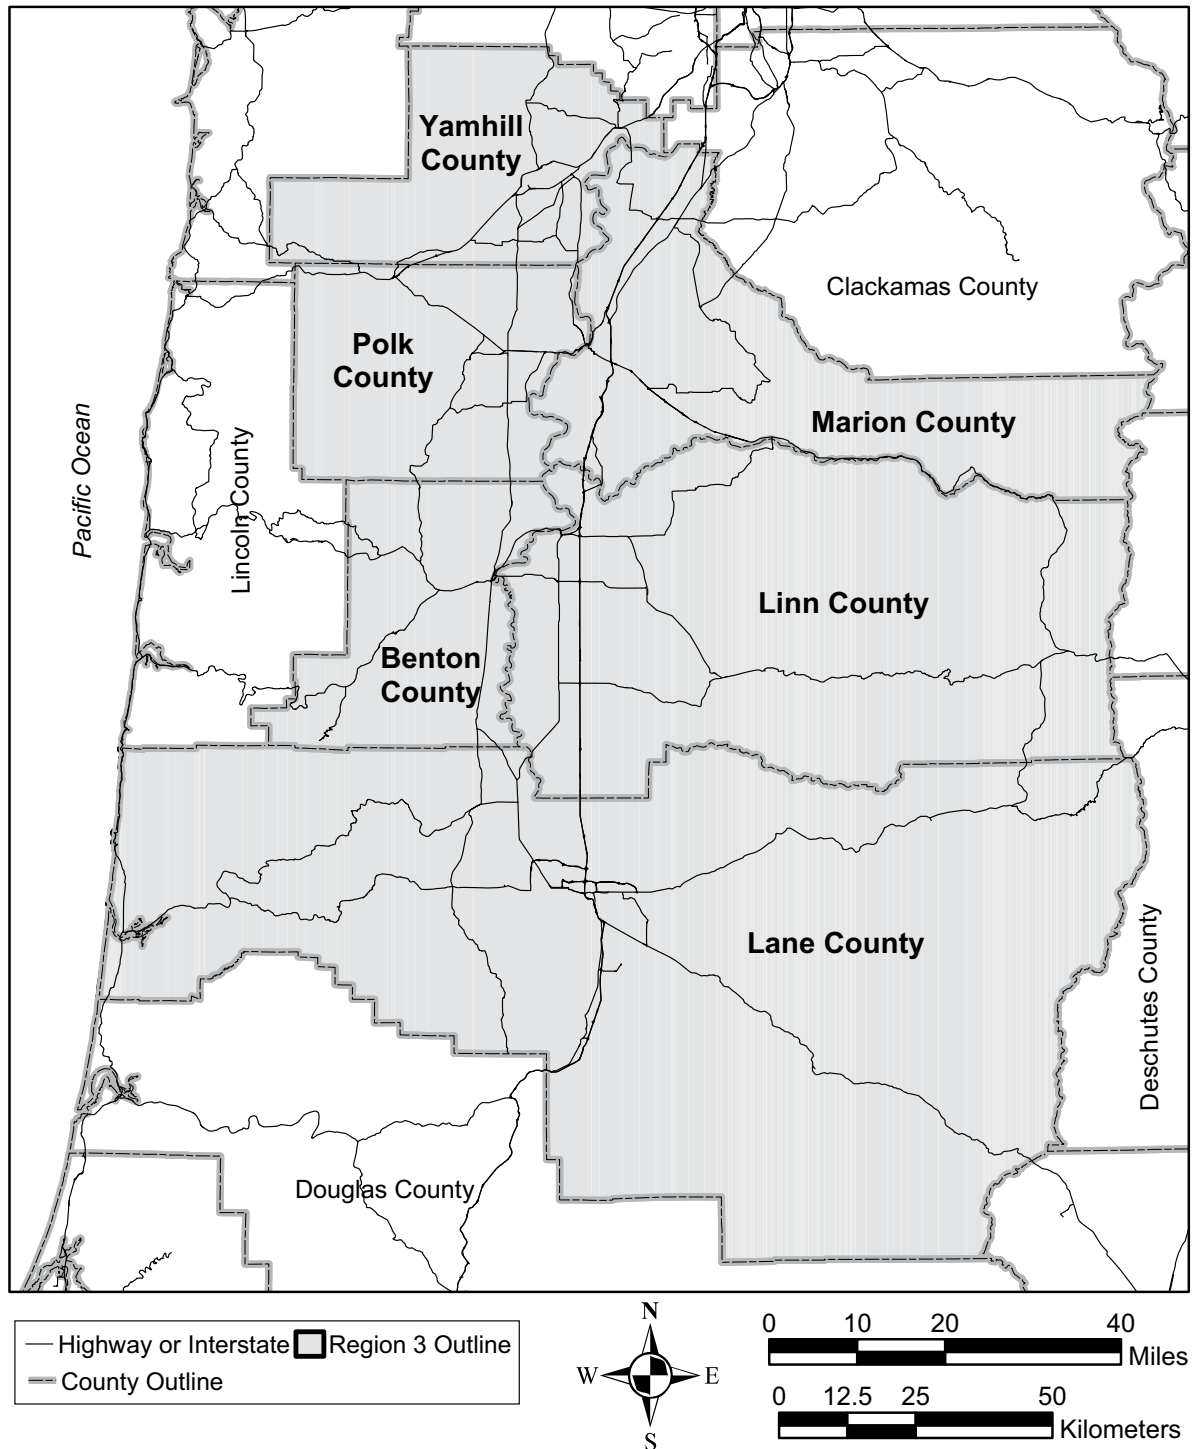 Yamhill
County
Clackamas County
Polk
County
Marion County
Pacific Ocean
Lincoln County
Linn County
Benton
County
Lane County
Deschutes County
Douglas County
Highway or Interstate
Region 3 Outline
County Outline
N
W
E
S
0 10 20 40
Miles
0 12.5 25 50
Kilometers